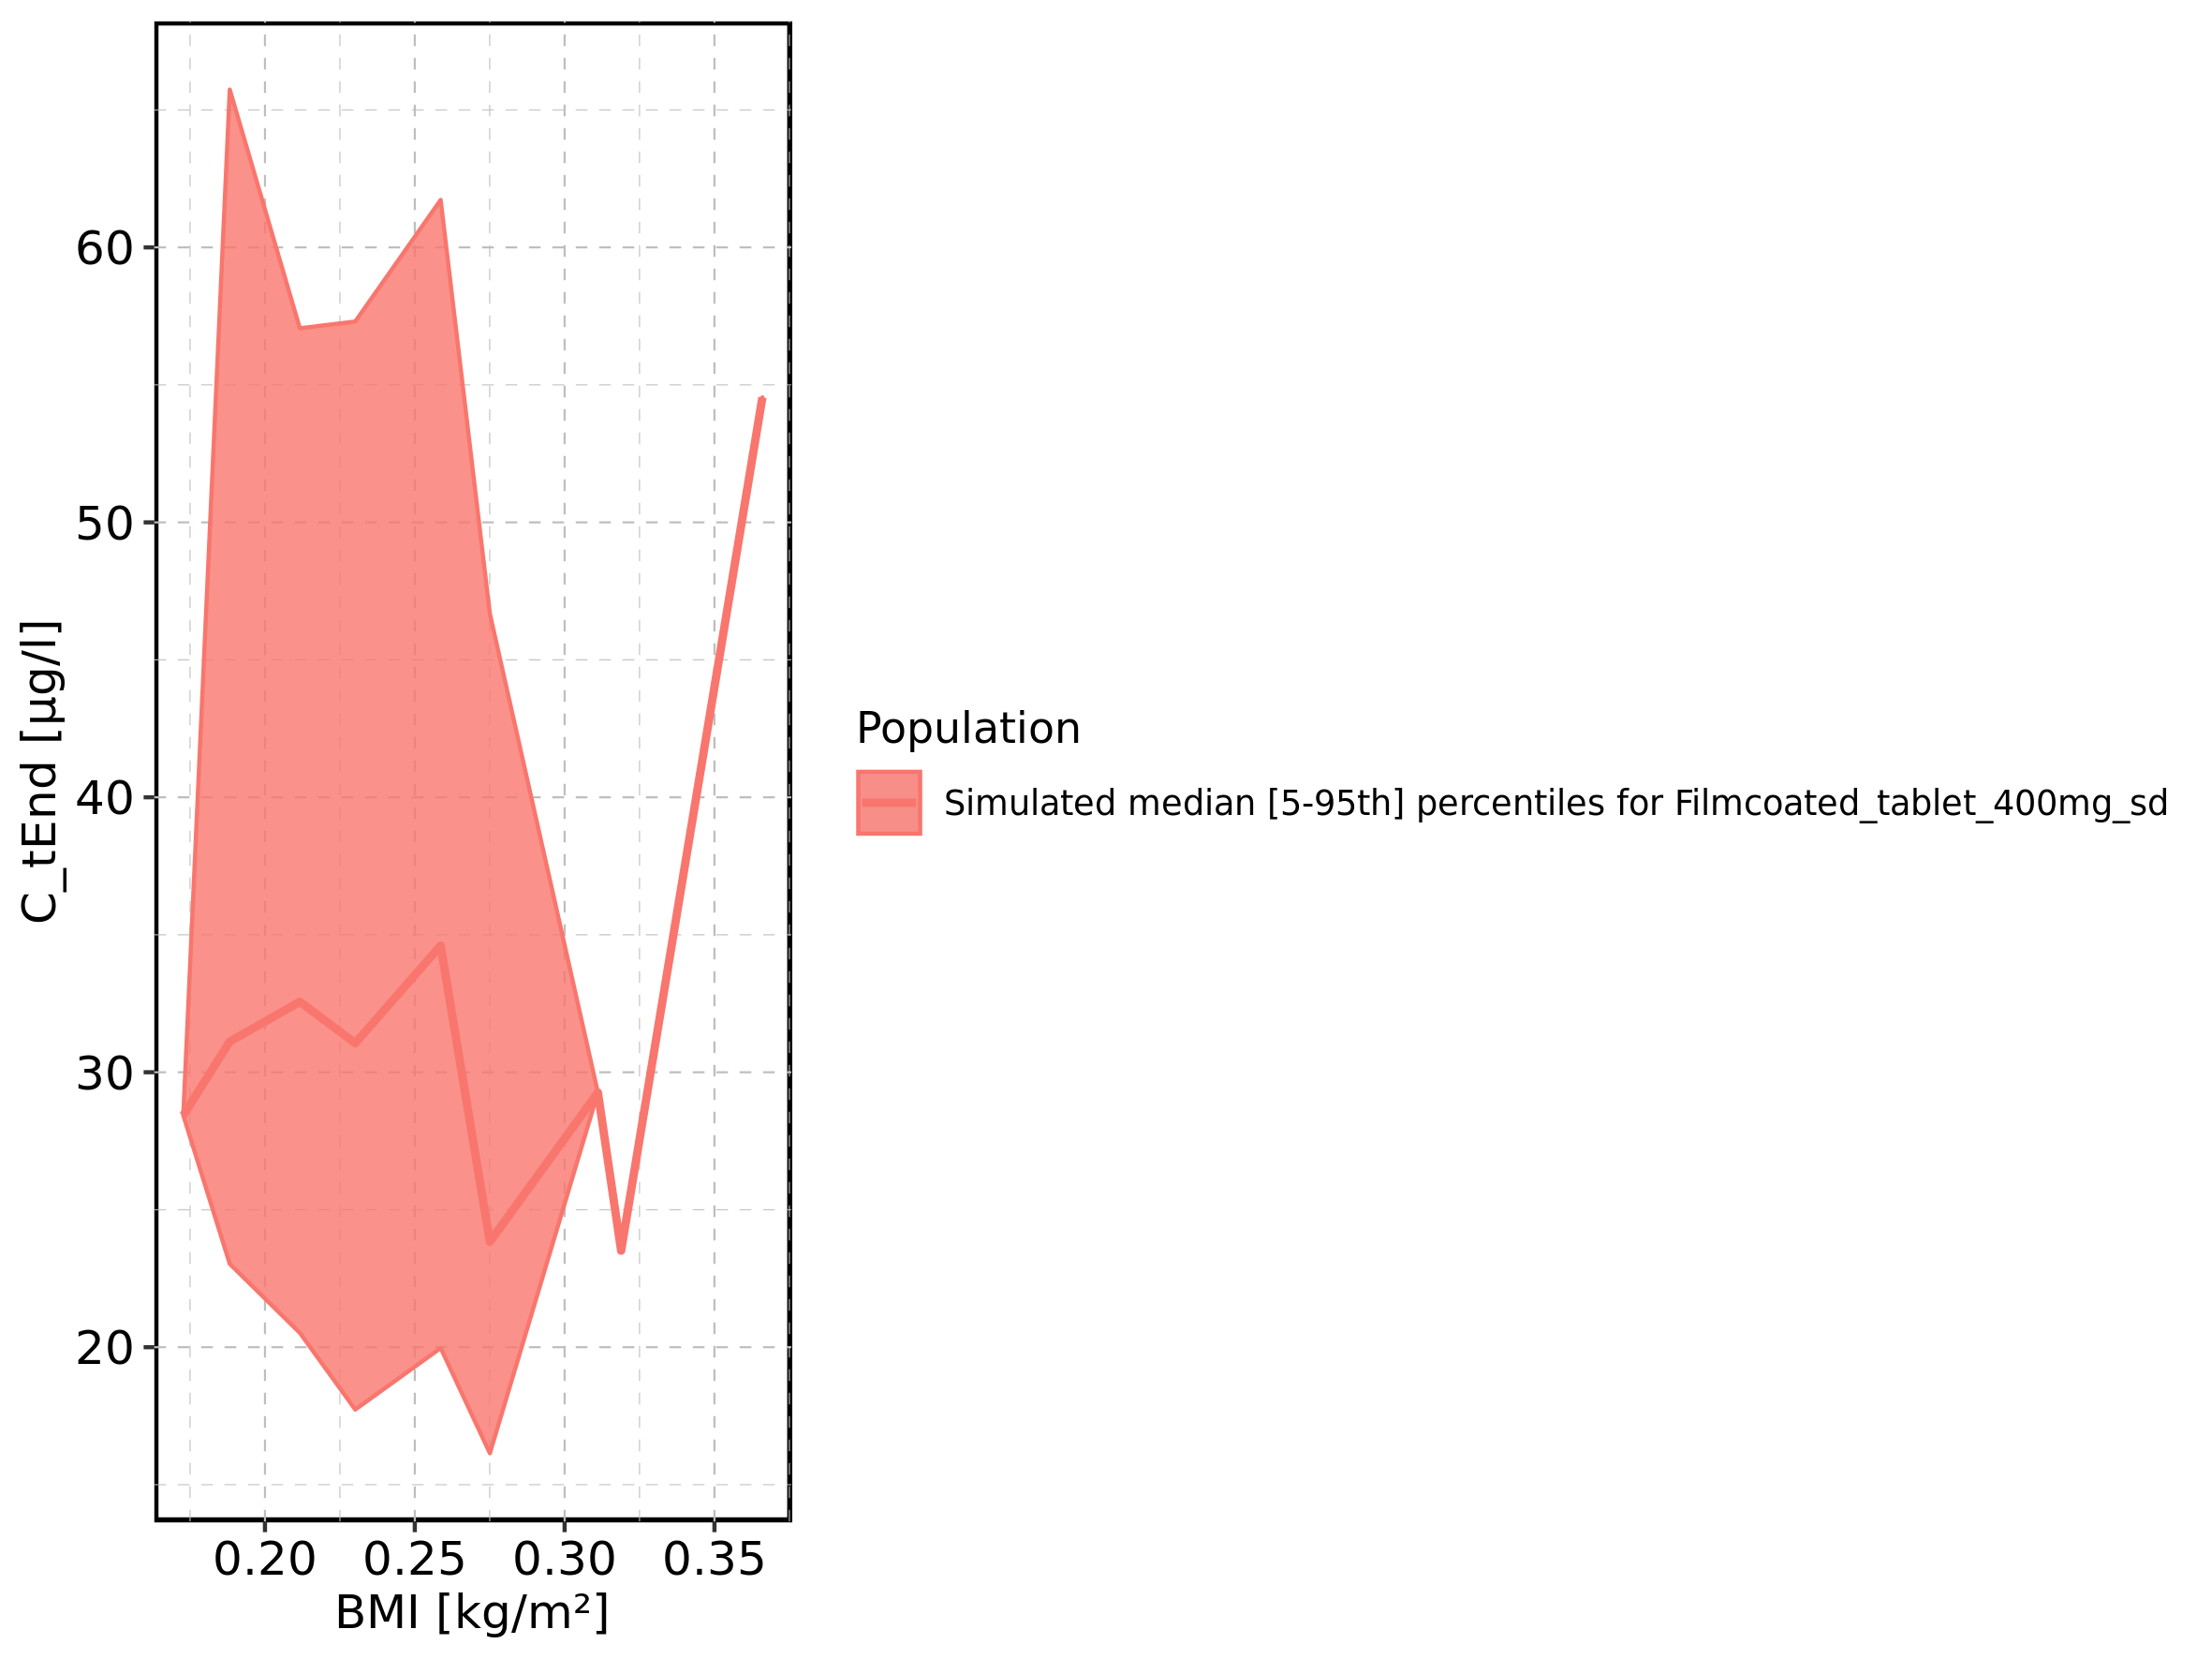 C_tEnd [µg/l]
60
50
40
30
20
0.20 0.25 0.30 0.35
BMI [kg/m²]
Population
Simulated median [5-95th] percentiles for Filmcoated_tablet_400mg_sd